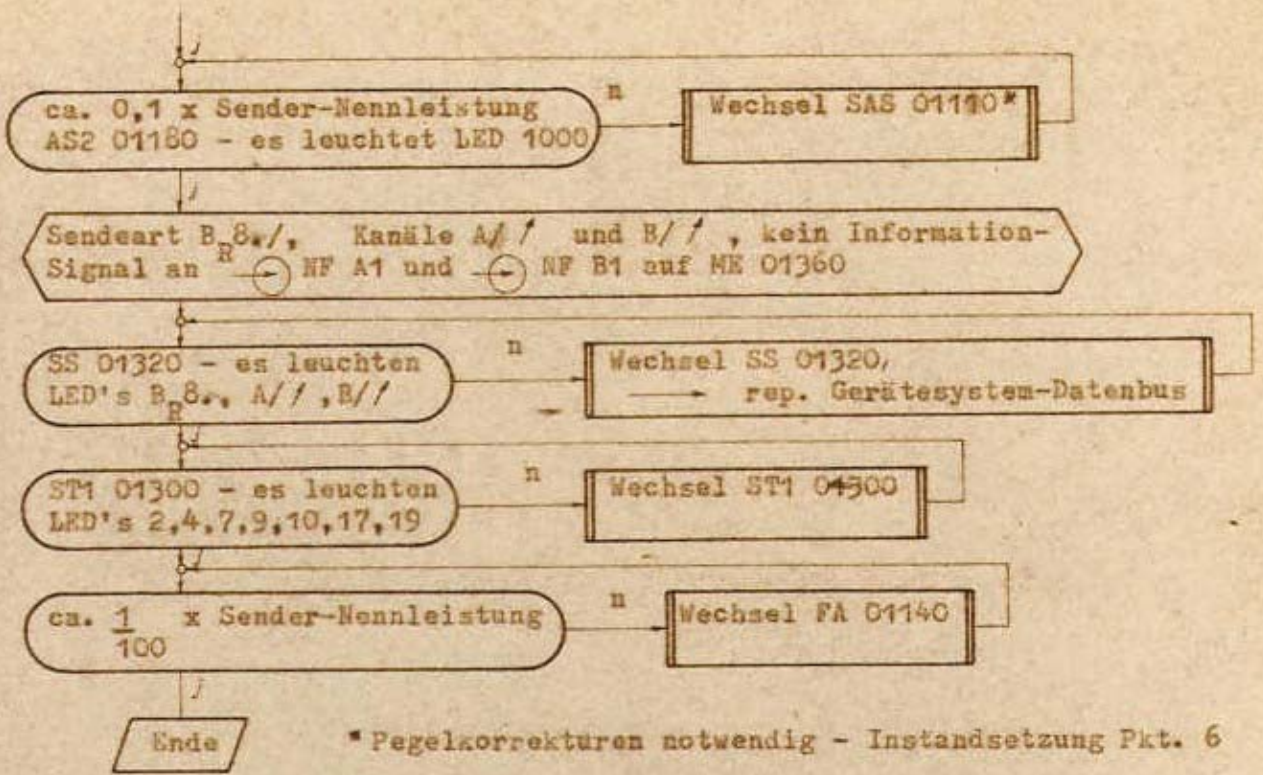 j
ca. 0,1 x Sender-Nennleistung
AS2 01180 - es leuchtet LED 1000
n
Wechsel SAS 01110*
j
Sendeart B_R8./, Kanäle A// und B// , kein Information-
Signal an → NF A1 und → NF B1 auf ME 01360
SS 01320 - es leuchten
LED's B_R8., A// ,B//
n
Wechsel SS 01320,
→ rep. Gerätesystem-Datenbus
j
ST1 01300 - es leuchten
LED's 2,4,7,9,10,17,19
n
Wechsel ST1 01300
j
ca. 1/100 x Sender-Nennleistung
n
Wechsel FA 01140
j
Ende
* Pegelkorrekturen notwendig - Instandsetzung Pkt. 6